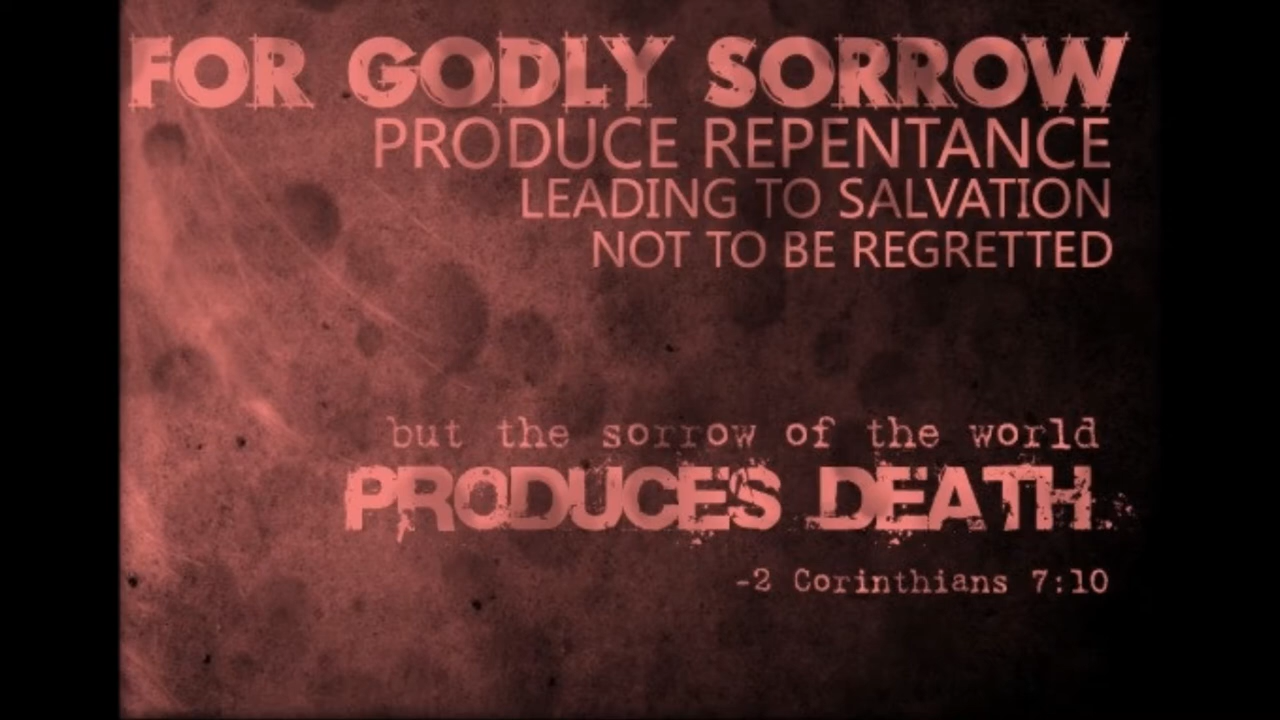 FOR GODLY SORROW
PRODUCE REPENTANCE
LEADING TO SALVATION
NOT TO BE REGRETTED
but the sorrow of the world
PRODUCES DEATH.
-2 Corinthians 7:10